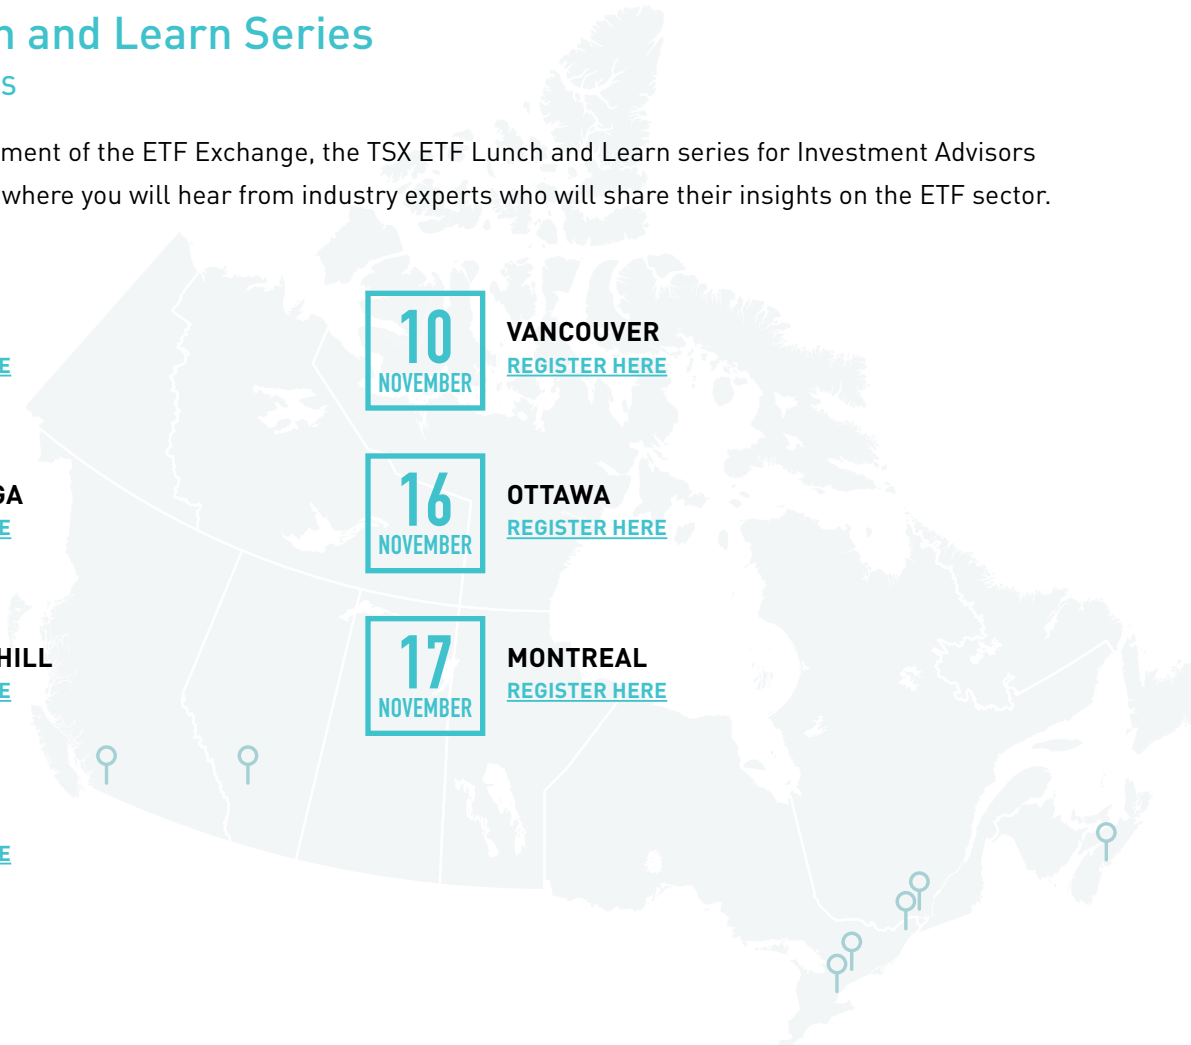 and Learn Series
ment of the ETF Exchange, the TSX ETF Lunch and Learn series for Investment Advisors
where you will hear from industry experts who will share their insights on the ETF sector.
10
NOVEMBER
VANCOUVER
REGISTER HERE
E
GA
E
16
NOVEMBER
OTTAWA
REGISTER HERE
HILL
E
17
NOVEMBER
MONTREAL
REGISTER HERE
E